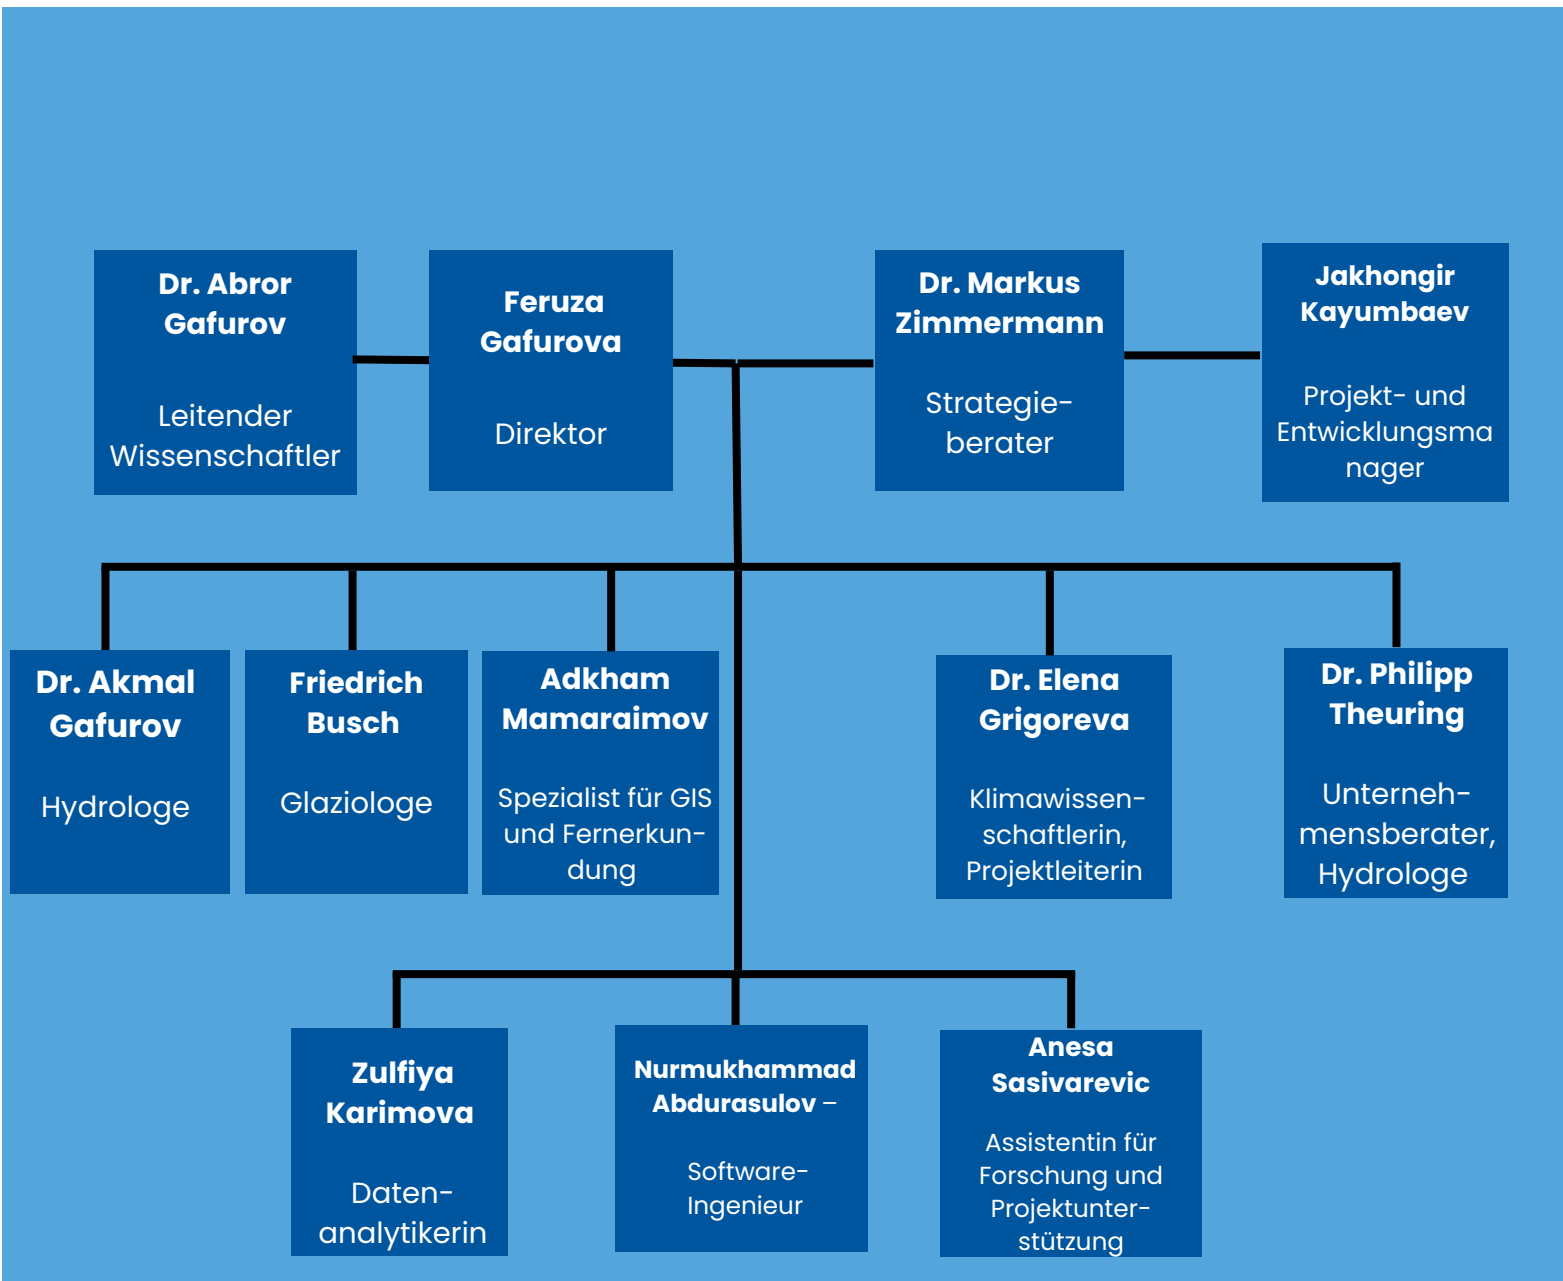 Dr. Abror
Gafurov
Leitender
Wissenschaftler
Feruza
Gafurova
Direktor
Dr. Markus
Zimmermann
Strategie-
berater
Jakhongir
Kayumbaev
Projekt- und
Entwicklungsma
nager
Dr. Akmal
Gafurov
Hydrologe
Friedrich
Busch
Glaziologe
Adkham
Mamaraimov
Spezialist für GIS
und Fernerkun-
dung
Dr. Elena
Grigoreva
Klimawissen-
schaftlerin,
Projektleiterin
Dr. Philipp
Theuring
Unterneh-
mensberater,
Hydrologe
Zulfiya
Karimova
Daten-
analytikerin
Nurmukhammad
Abdurasulov –
Software-
Ingenieur
Anesa
Sasivarevic
Assistentin für
Forschung und
Projektunter-
stützung